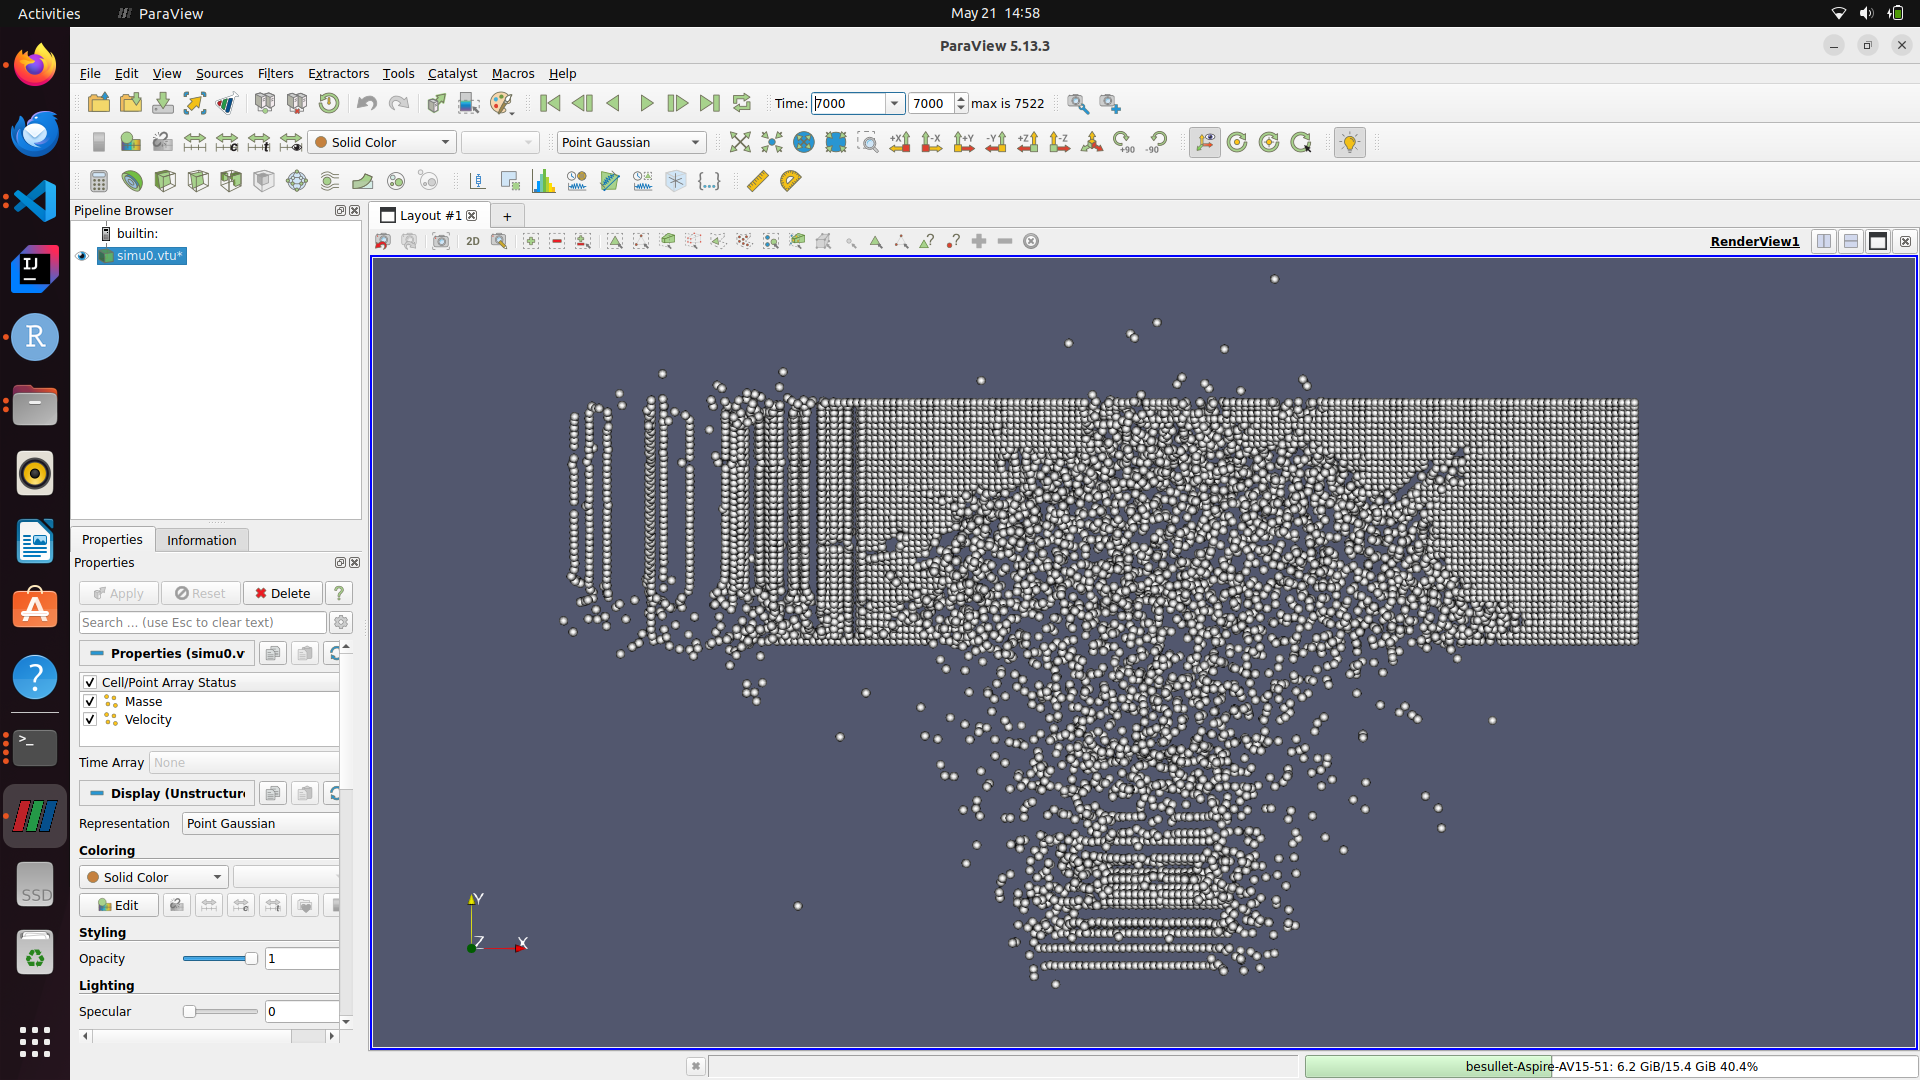 Activities
ParaView
May 21 14:58
ParaView 5.13.3
File Edit View Sources Filters Extractors Tools Catalyst Macros Help
Time: 7000 7000 max is 7522
Solid Color
Point Gaussian
+X -X +Y -Y +Z -Z +90 -90
Pipeline Browser
Layout #1
+
builtin:
2D
RenderView1
simu0.vtu*
Properties Information
Properties
Apply Reset Delete ?
Search ... (use Esc to clear text)
Properties (simu0.v
Cell/Point Array Status
Masse
Velocity
Time Array None
Display (Unstructure
Representation Point Gaussian
Coloring
Solid Color
Edit
Styling
Opacity 1
Lighting
Specular 0
Y
Z X
IJ
R
?
>_
SSD
besullet-Aspire-AV15-51: 6.2 GiB/15.4 GiB 40.4%